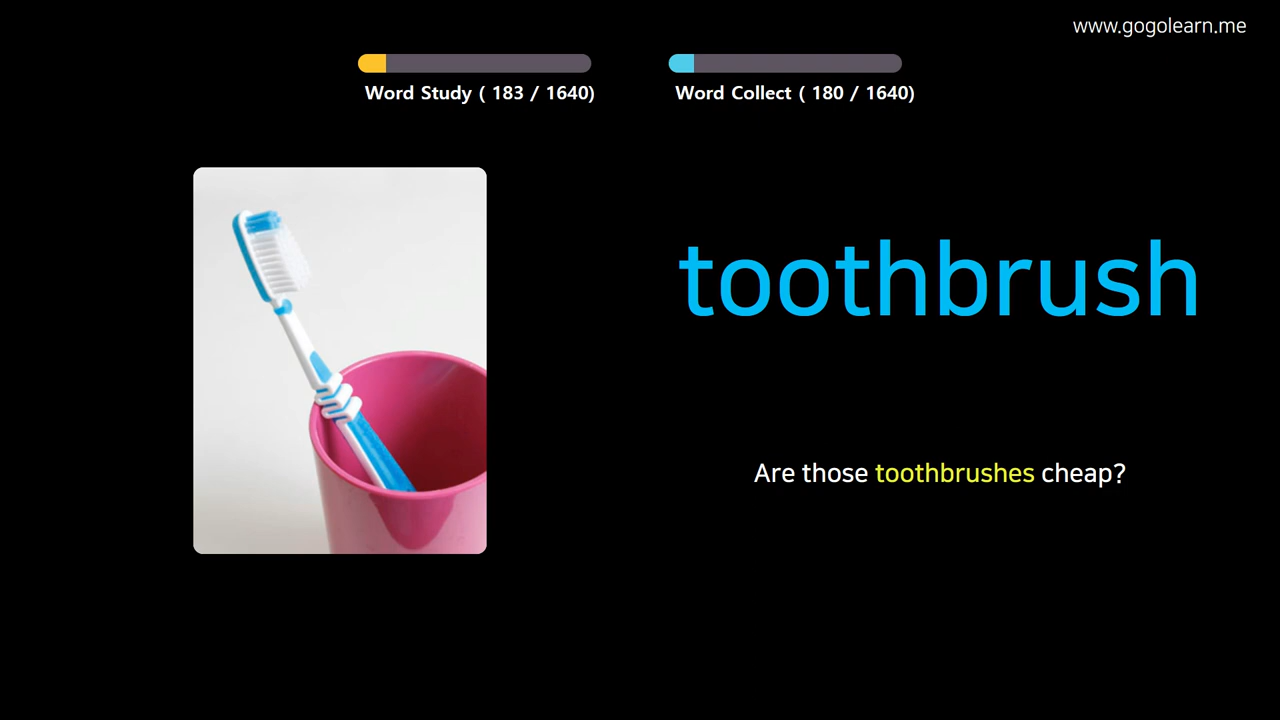 www.gogolearn.me
Word Study ( 183 / 1640)
Word Collect ( 180 / 1640)
toothbrush
Are those toothbrushes cheap?